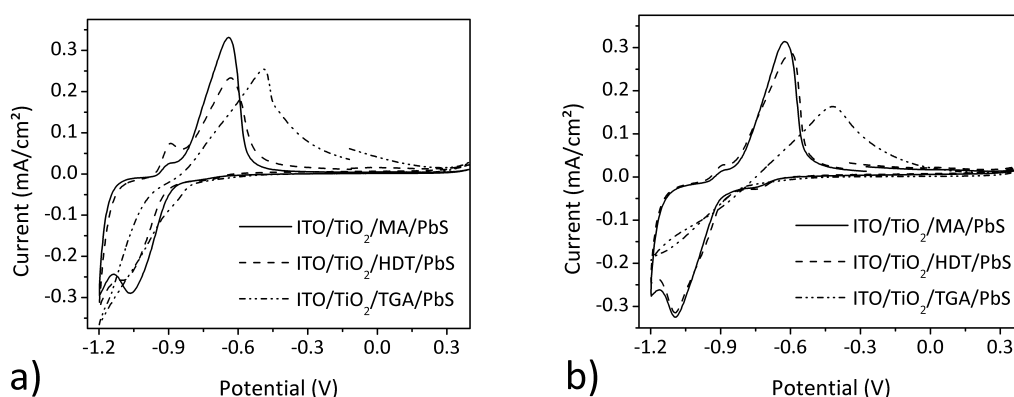 0.3
0.2
0.1
0.0
-0.1
-0.2
-0.3
Current (mA/cm²)
ITO/TiO₂/MA/PbS
ITO/TiO₂/HDT/PbS
ITO/TiO₂/TGA/PbS
-1.2 -0.9 -0.6 -0.3 0.0 0.3
Potential (V)
a)
0.3
0.2
0.1
0.0
-0.1
-0.2
-0.3
Current (mA/cm²)
ITO/TiO₂/MA/PbS
ITO/TiO₂/HDT/PbS
ITO/TiO₂/TGA/PbS
-1.2 -0.9 -0.6 -0.3 0.0 0.3
Potential (V)
b)